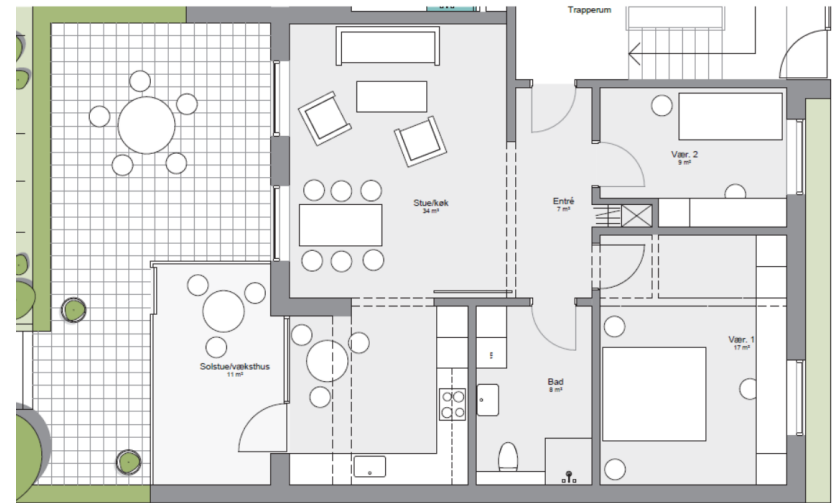 Trapperum
Vær. 2
9 m²
Stue/køk
34 m²
Entré
7 m²
Vær. 1
17 m²
Solstue/væksthus
11 m²
Bad
8 m²